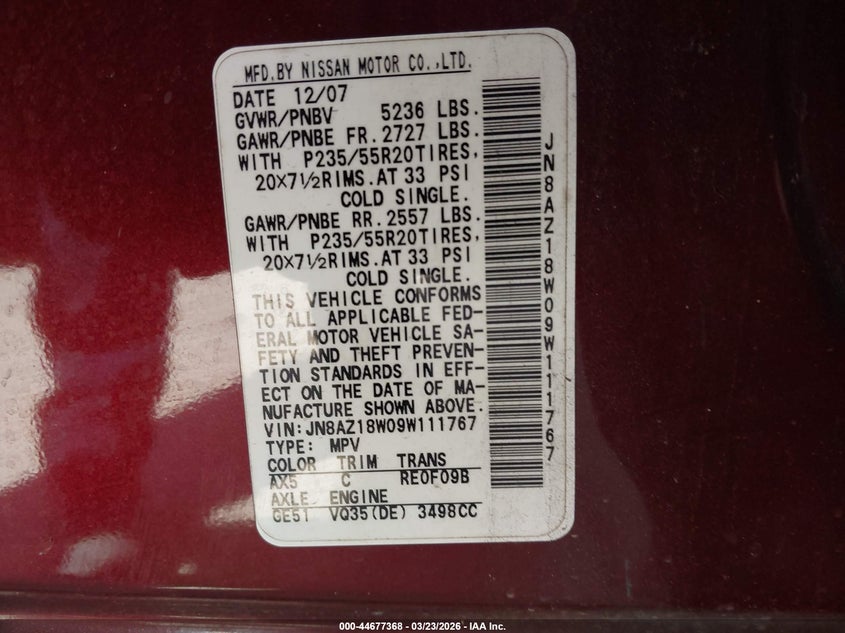 MFD.BY NISSAN MOTOR CO.,LTD.
DATE 12/07
GVWR/PNBV 5236 LBS.
GAWR/PNBE FR. 2727 LBS.
WITH P235/55R20TIRES,
20X7½RIMS.AT 33 PSI
COLD SINGLE.
GAWR/PNBE RR. 2557 LBS.
WITH P235/55R20TIRES,
20X7½RIMS.AT 33 PSI
COLD SINGLE.
THIS VEHICLE CONFORMS
TO ALL APPLICABLE FED-
ERAL MOTOR VEHICLE SA-
FETY AND THEFT PREVEN-
TION STANDARDS IN EFF-
ECT ON THE DATE OF MA-
NUFACTURE SHOWN ABOVE.
VIN:JN8AZ18W09W111767
TYPE: MPV
COLOR TRIM TRANS
AX5 C RE0F09B
AXLE ENGINE
GE51 VQ35(DE) 3498CC
JN8AZ18W09W111767
000-44677368 - 03/23/2026 - IAA Inc.